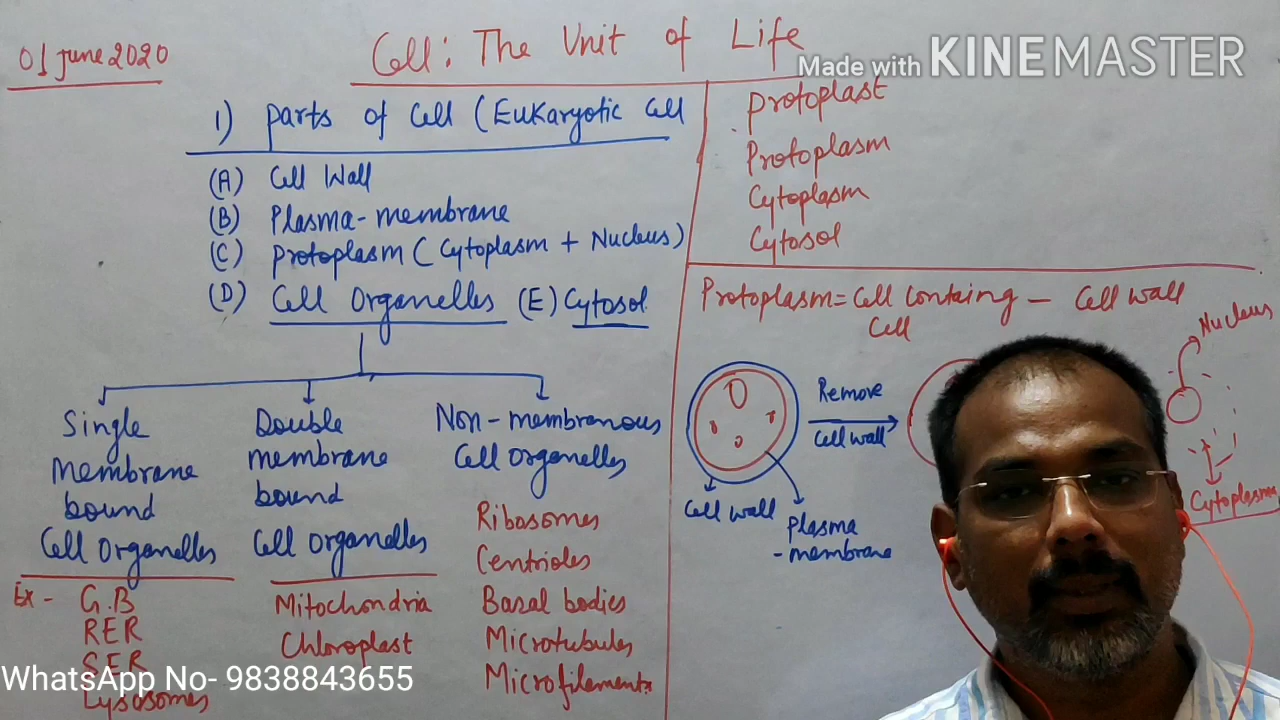 01 June 2020
Cell: The Unit of Life
Made with KINEMASTER
1) Parts of Cell (Eukaryotic Cell
(A) Cell Wall
(B) Plasma-membrane
(C) Protoplasm (Cytoplasm + Nucleus)
(D) Cell Organelles (E) Cytosol
Single
Membrane
bound
Cell Organelles
Ex- G.B
RER
SER
Lysosomes
Double
membrane
bound
Cell Organelles
Mitochondria
Chloroplast
Non-membranous
Cell Organelles
Ribosomes
Centrioles
Basal bodies
Microtubules
Microfilaments
Protoplast
Protoplasm
Cytoplasm
Cytosol
Protoplasm = Cell Containg - Cell wall
Cell
Remove
Cell wall
Cell wall
Plasma
-membrane
Nucleus
Cytoplasm
WhatsApp No- 9838843655